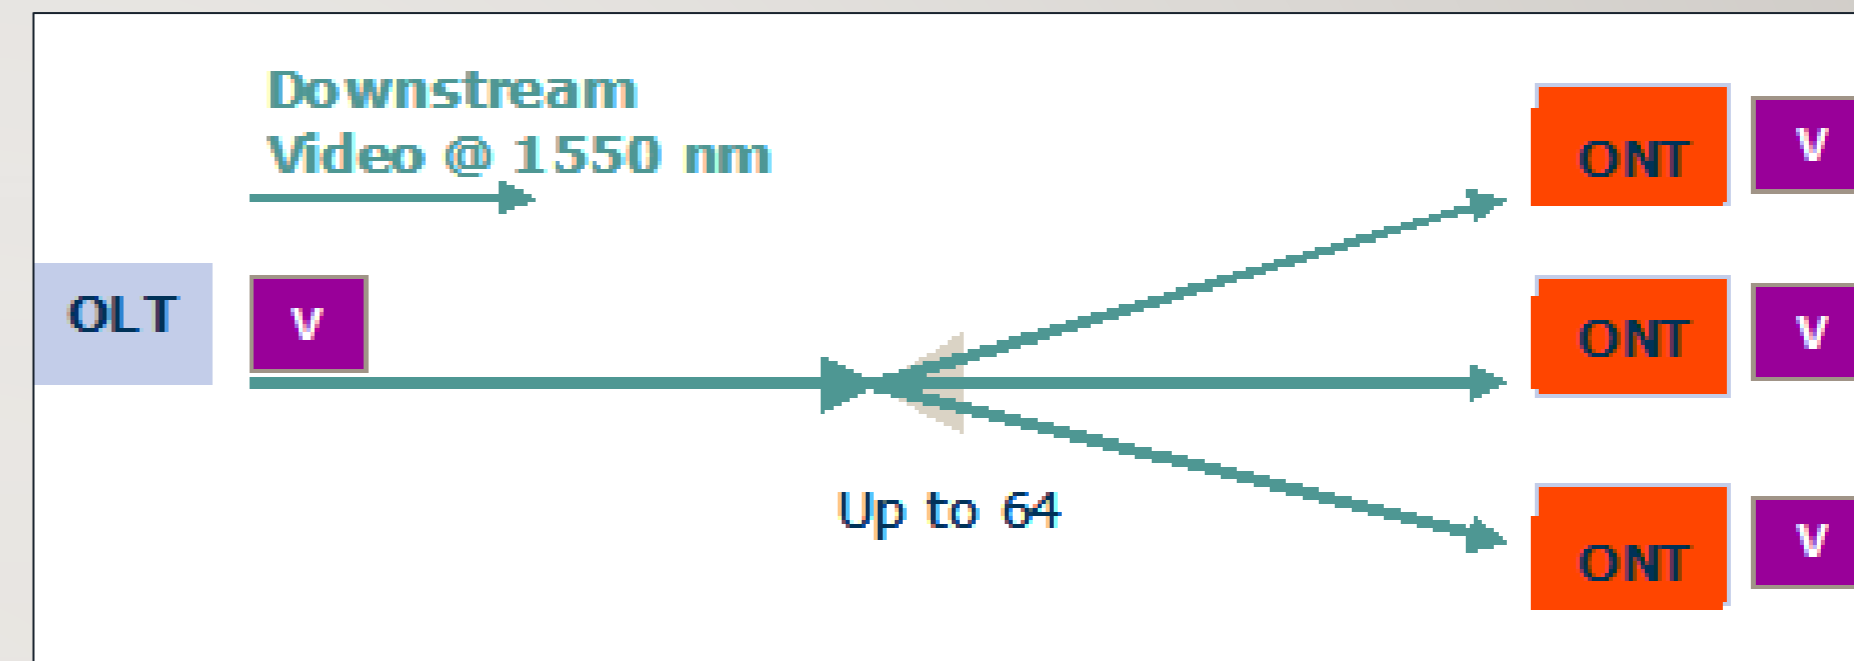 Downstream
Video @ 1550 nm
ONT V
OLT V
ONT V
Up to 64
ONT V